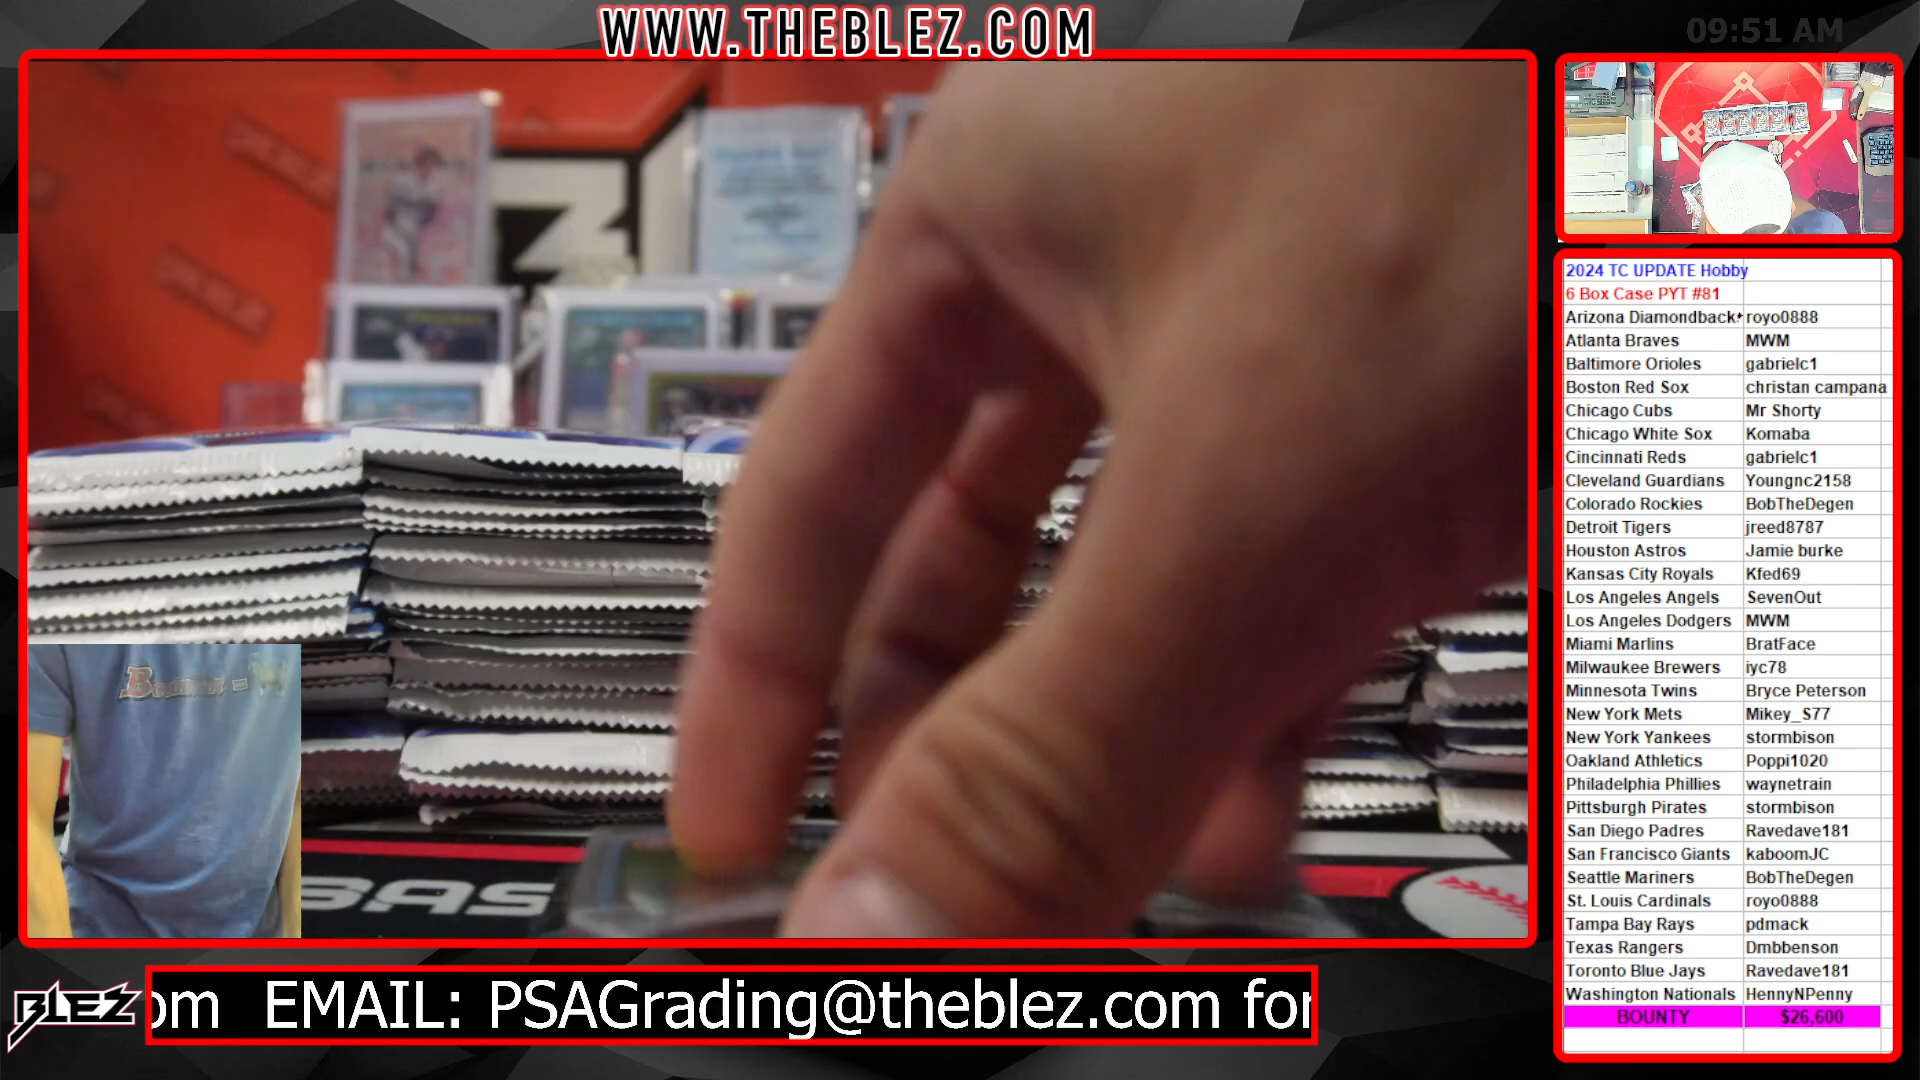 WWW.THEBLEZ.COM
09:51 AM
2024 TC UPDATE Hobby
6 Box Case PYT #81
Arizona Diamondback royo0888
Atlanta Braves MWM
Baltimore Orioles gabrielc1
Boston Red Sox christan campana
Chicago Cubs Mr Shorty
Chicago White Sox Komaba
Cincinnati Reds gabrielc1
Cleveland Guardians Youngnc2158
Colorado Rockies BobTheDegen
Detroit Tigers jreed8787
Houston Astros Jamie burke
Kansas City Royals Kfed69
Los Angeles Angels SevenOut
Los Angeles Dodgers MWM
Miami Marlins BratFace
Milwaukee Brewers iyc78
Minnesota Twins Bryce Peterson
New York Mets Mikey_S77
New York Yankees stormbison
Oakland Athletics Poppi1020
Philadelphia Phillies waynetrain
Pittsburgh Pirates stormbison
San Diego Padres Ravedave181
San Francisco Giants kaboomJC
Seattle Mariners BobTheDegen
St. Louis Cardinals royo0888
Tampa Bay Rays pdmack
Texas Rangers Dmbbenson
Toronto Blue Jays Ravedave181
Washington Nationals HennyNPenny
BOUNTY $26,600
BAS
BLEZ
om EMAIL: PSAGrading@theblez.com for